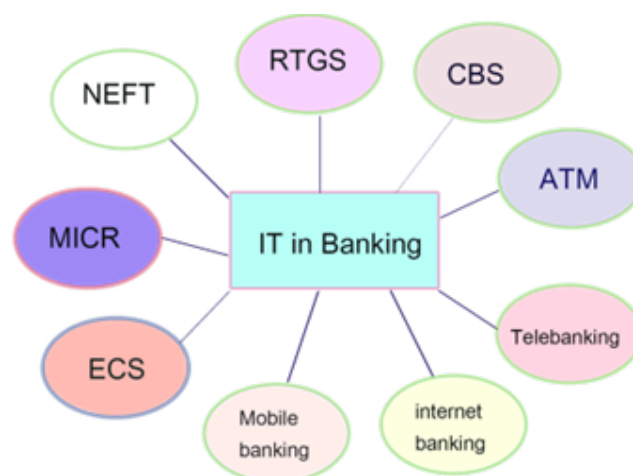 RTGS
CBS
NEFT
ATM
MICR
IT in Banking
Telebanking
ECS
Mobile
banking
internet
banking